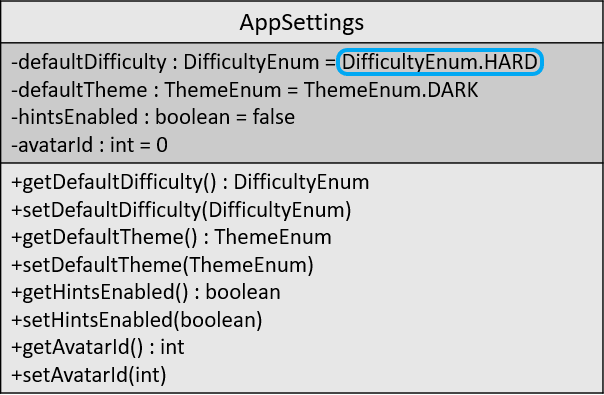 AppSettings
-defaultDifficulty : DifficultyEnum = DifficultyEnum.HARD
-defaultTheme : ThemeEnum = ThemeEnum.DARK
-hintsEnabled : boolean = false
-avatarId : int = 0
+getDefaultDifficulty() : DifficultyEnum
+setDefaultDifficulty(DifficultyEnum)
+getDefaultTheme() : ThemeEnum
+setDefaultTheme(ThemeEnum)
+getHintsEnabled() : boolean
+setHintsEnabled(boolean)
+getAvatarId() : int
+setAvatarId(int)